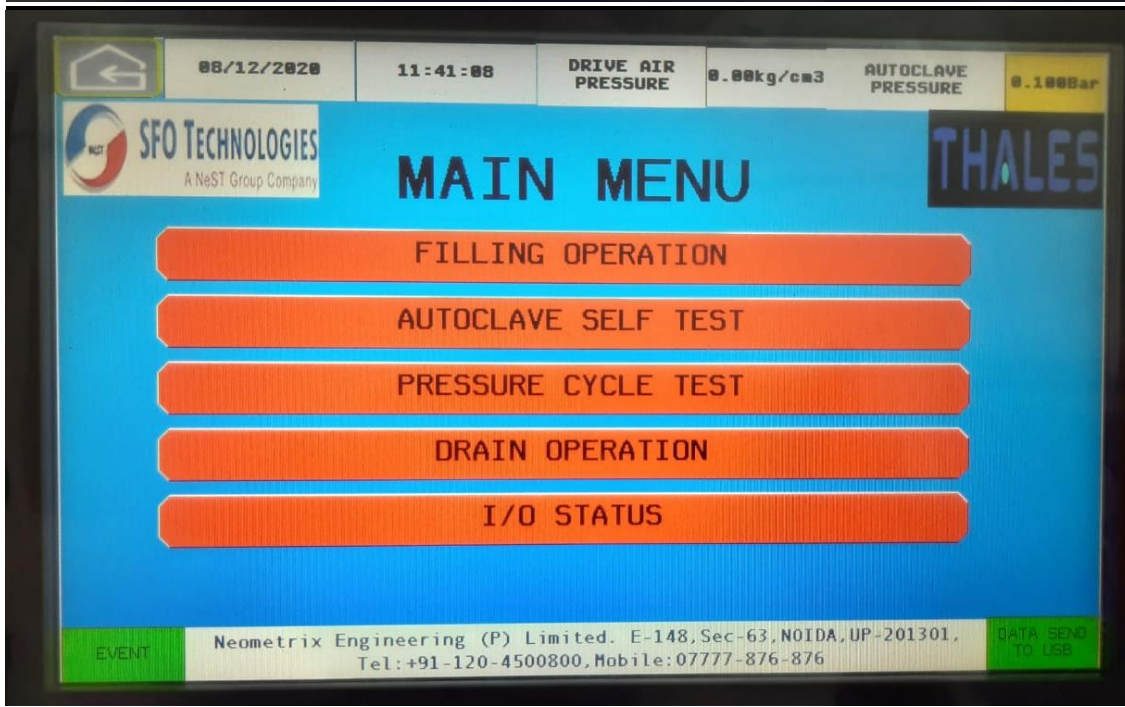 08/12/2020 11:41:08 DRIVE AIR PRESSURE 0.00kg/cm3 AUTOCLAVE PRESSURE 0.100Bar
NeST SFO TECHNOLOGIES
A NeST Group Company
THALES
MAIN MENU
FILLING OPERATION
AUTOCLAVE SELF TEST
PRESSURE CYCLE TEST
DRAIN OPERATION
I/O STATUS
EVENT
Neometrix Engineering (P) Limited. E-148,Sec-63,NOIDA,UP-201301,
Tel:+91-120-4500800,Mobile:07777-876-876
DATA SEND
TO USB